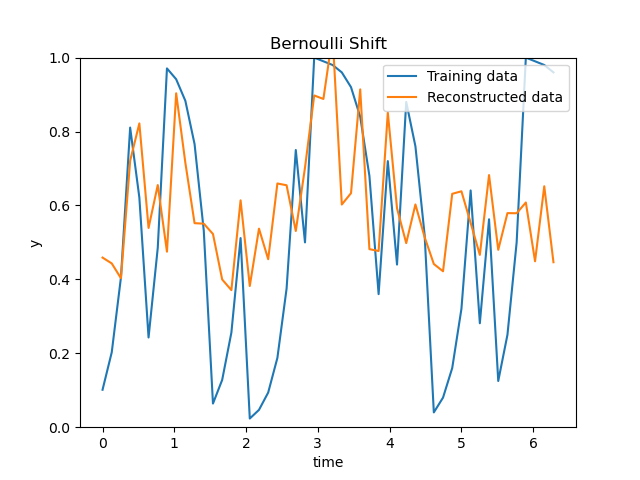 Bernoulli Shift
Training data
Reconstructed data
y
1.0
0.8
0.6
0.4
0.2
0.0
0 1 2 3 4 5 6
time